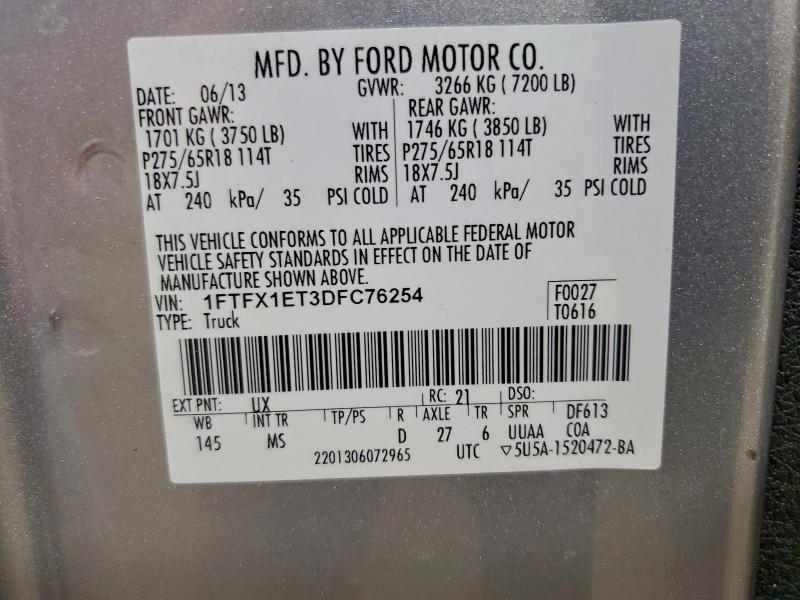 MFD. BY FORD MOTOR CO.
DATE: 06/13 GVWR: 3266 KG ( 7200 LB)
FRONT GAWR: REAR GAWR:
1701 KG ( 3750 LB) WITH 1746 KG ( 3850 LB) WITH
P275/65R18 114T TIRES P275/65R18 114T TIRES
18X7.5J RIMS 18X7.5J RIMS
AT 240 kPa/ 35 PSI COLD AT 240 kPa/ 35 PSI COLD
THIS VEHICLE CONFORMS TO ALL APPLICABLE FEDERAL MOTOR
VEHICLE SAFETY STANDARDS IN EFFECT ON THE DATE OF
MANUFACTURE SHOWN ABOVE.
VIN: 1FTFX1ET3DFC76254 F0027
TYPE: Truck T0616
EXT PNT: UX RC: 21 DSO:
WB INT TR TP/PS R AXLE TR SPR DF613
145 MS D 27 6 UUAA COA
2201306072965 UTC ▽5U5A-1520472-BA